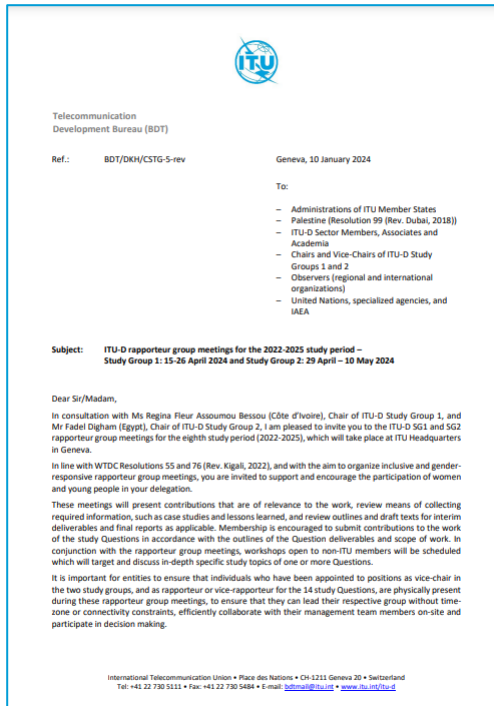 ITU
Telecommunication
Development Bureau (BDT)
Ref.: BDT/DKH/CSTG-5-rev
Geneva, 10 January 2024
To:
– Administrations of ITU Member States
– Palestine (Resolution 99 (Rev. Dubai, 2018))
– ITU-D Sector Members, Associates and
Academia
– Chairs and Vice-Chairs of ITU-D Study
Groups 1 and 2
– Observers (regional and international
organizations)
– United Nations, specialized agencies, and
IAEA
Subject: ITU-D rapporteur group meetings for the 2022-2025 study period –
Study Group 1: 15-26 April 2024 and Study Group 2: 29 April – 10 May 2024
Dear Sir/Madam,
In consultation with Ms Regina Fleur Assoumou Bessou (Côte d'Ivoire), Chair of ITU-D Study Group 1, and
Mr Fadel Digham (Egypt), Chair of ITU-D Study Group 2, I am pleased to invite you to the ITU-D SG1 and SG2
rapporteur group meetings for the eighth study period (2022-2025), which will take place at ITU Headquarters
in Geneva.
In line with WTDC Resolutions 55 and 76 (Rev. Kigali, 2022), and with the aim to organize inclusive and gender-
responsive rapporteur group meetings, you are invited to support and encourage the participation of women
and young people in your delegation.
These meetings will present contributions that are of relevance to the work, review means of collecting
required information, such as case studies and lessons learned, and review outlines and draft texts for interim
deliverables and final reports as applicable. Membership is encouraged to submit contributions to the work
of the study Questions in accordance with the outlines of the Question deliverables and scope of work. In
conjunction with the rapporteur group meetings, workshops open to non-ITU members will be scheduled
which will target and discuss in-depth specific study topics of one or more Questions.
It is important for entities to ensure that individuals who have been appointed to positions as vice-chair in
the two study groups, and as rapporteur or vice-rapporteur for the 14 study Questions, are physically present
during these rapporteur group meetings, to ensure that they can lead their respective group without time-
zone or connectivity constraints, efficiently collaborate with their management team members on-site and
participate in decision making.
International Telecommunication Union • Place des Nations • CH-1211 Geneva 20 • Switzerland
Tel: +41 22 730 5111 • Fax: +41 22 730 5484 • E-mail: bdtmail@itu.int • www.itu.int/itu-d